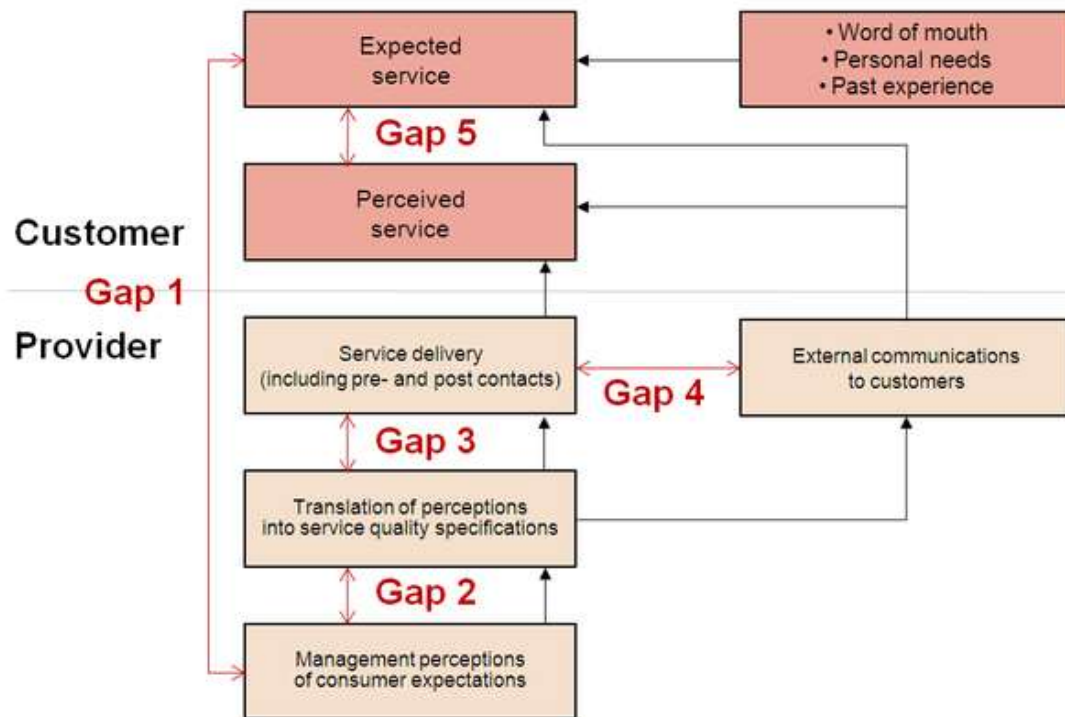 Expected
service
• Word of mouth
• Personal needs
• Past experience
Gap 5
Perceived
service
Customer
Gap 1
Provider
Service delivery
(including pre- and post contacts)
External communications
to customers
Gap 4
Gap 3
Translation of perceptions
into service quality specifications
Gap 2
Management perceptions
of consumer expectations